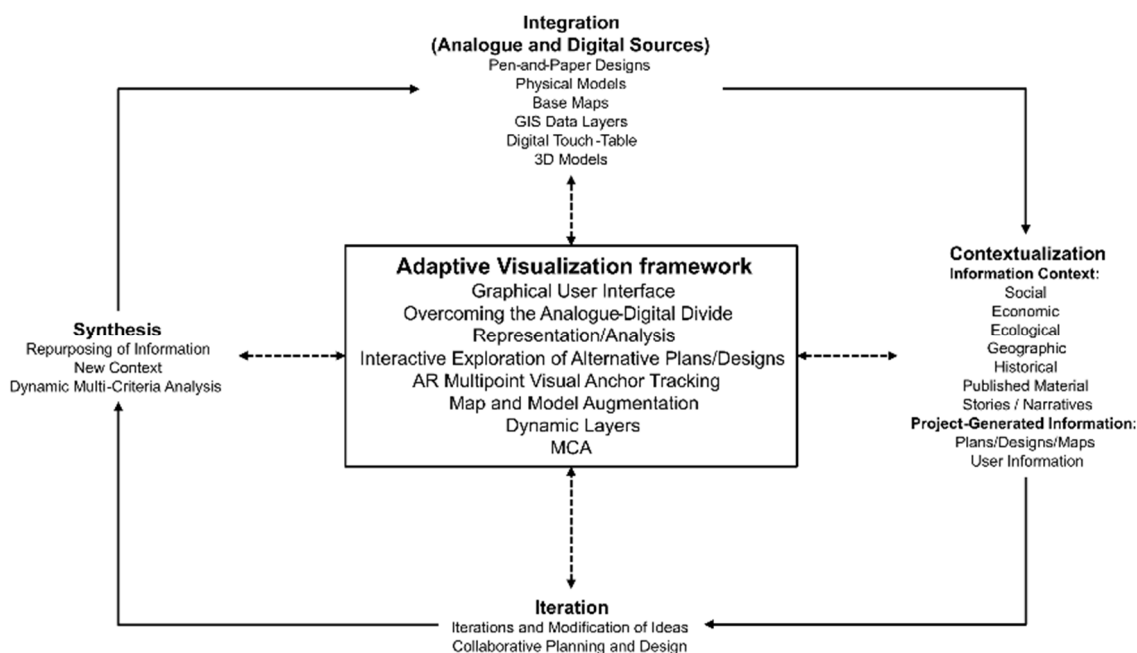 Integration
(Analogue and Digital Sources)
Pen-and-Paper Designs
Physical Models
Base Maps
GIS Data Layers
Digital Touch-Table
3D Models
Adaptive Visualization framework
Graphical User Interface
Overcoming the Analogue-Digital Divide
Representation/Analysis
Interactive Exploration of Alternative Plans/Designs
AR Multipoint Visual Anchor Tracking
Map and Model Augmentation
Dynamic Layers
MCA
Contextualization
Information Context:
Social
Economic
Ecological
Geographic
Historical
Published Material
Stories / Narratives
Project-Generated Information:
Plans/Designs/Maps
User Information
Iteration
Iterations and Modification of Ideas
Collaborative Planning and Design
Synthesis
Repurposing of Information
New Context
Dynamic Multi-Criteria Analysis